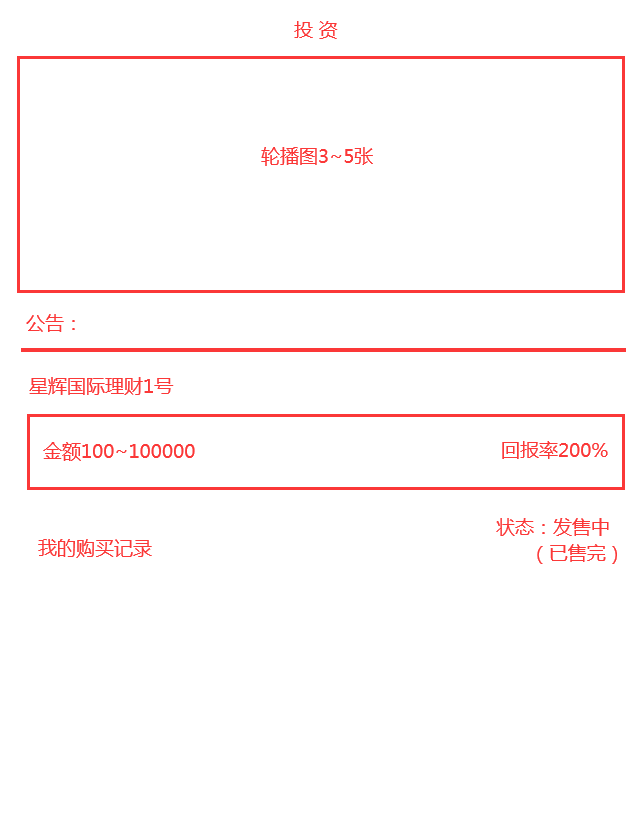 投 资
轮播图3~5张
公告：
星辉国际理财1号
金额100~100000
回报率200%
我的购买记录
状态：发售中
（已售完）